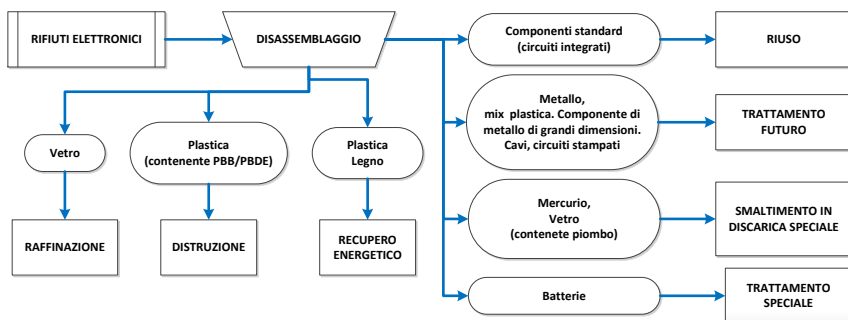 RIFIUTI ELETTRONICI
DISASSEMBLAGGIO
Componenti standard
(circuiti integrati)
RIUSO
Metallo,
mix plastica. Componente di
metallo di grandi dimensioni.
Cavi, circuiti stampati
TRATTAMENTO
FUTURO
Vetro
Plastica
(contenente PBB/PBDE)
Plastica
Legno
Mercurio,
Vetro
(contenete piombo)
SMALTIMENTO IN
DISCARICA SPECIALE
RAFFINAZIONE
DISTRUZIONE
RECUPERO
ENERGETICO
Batterie
TRATTAMENTO
SPECIALE